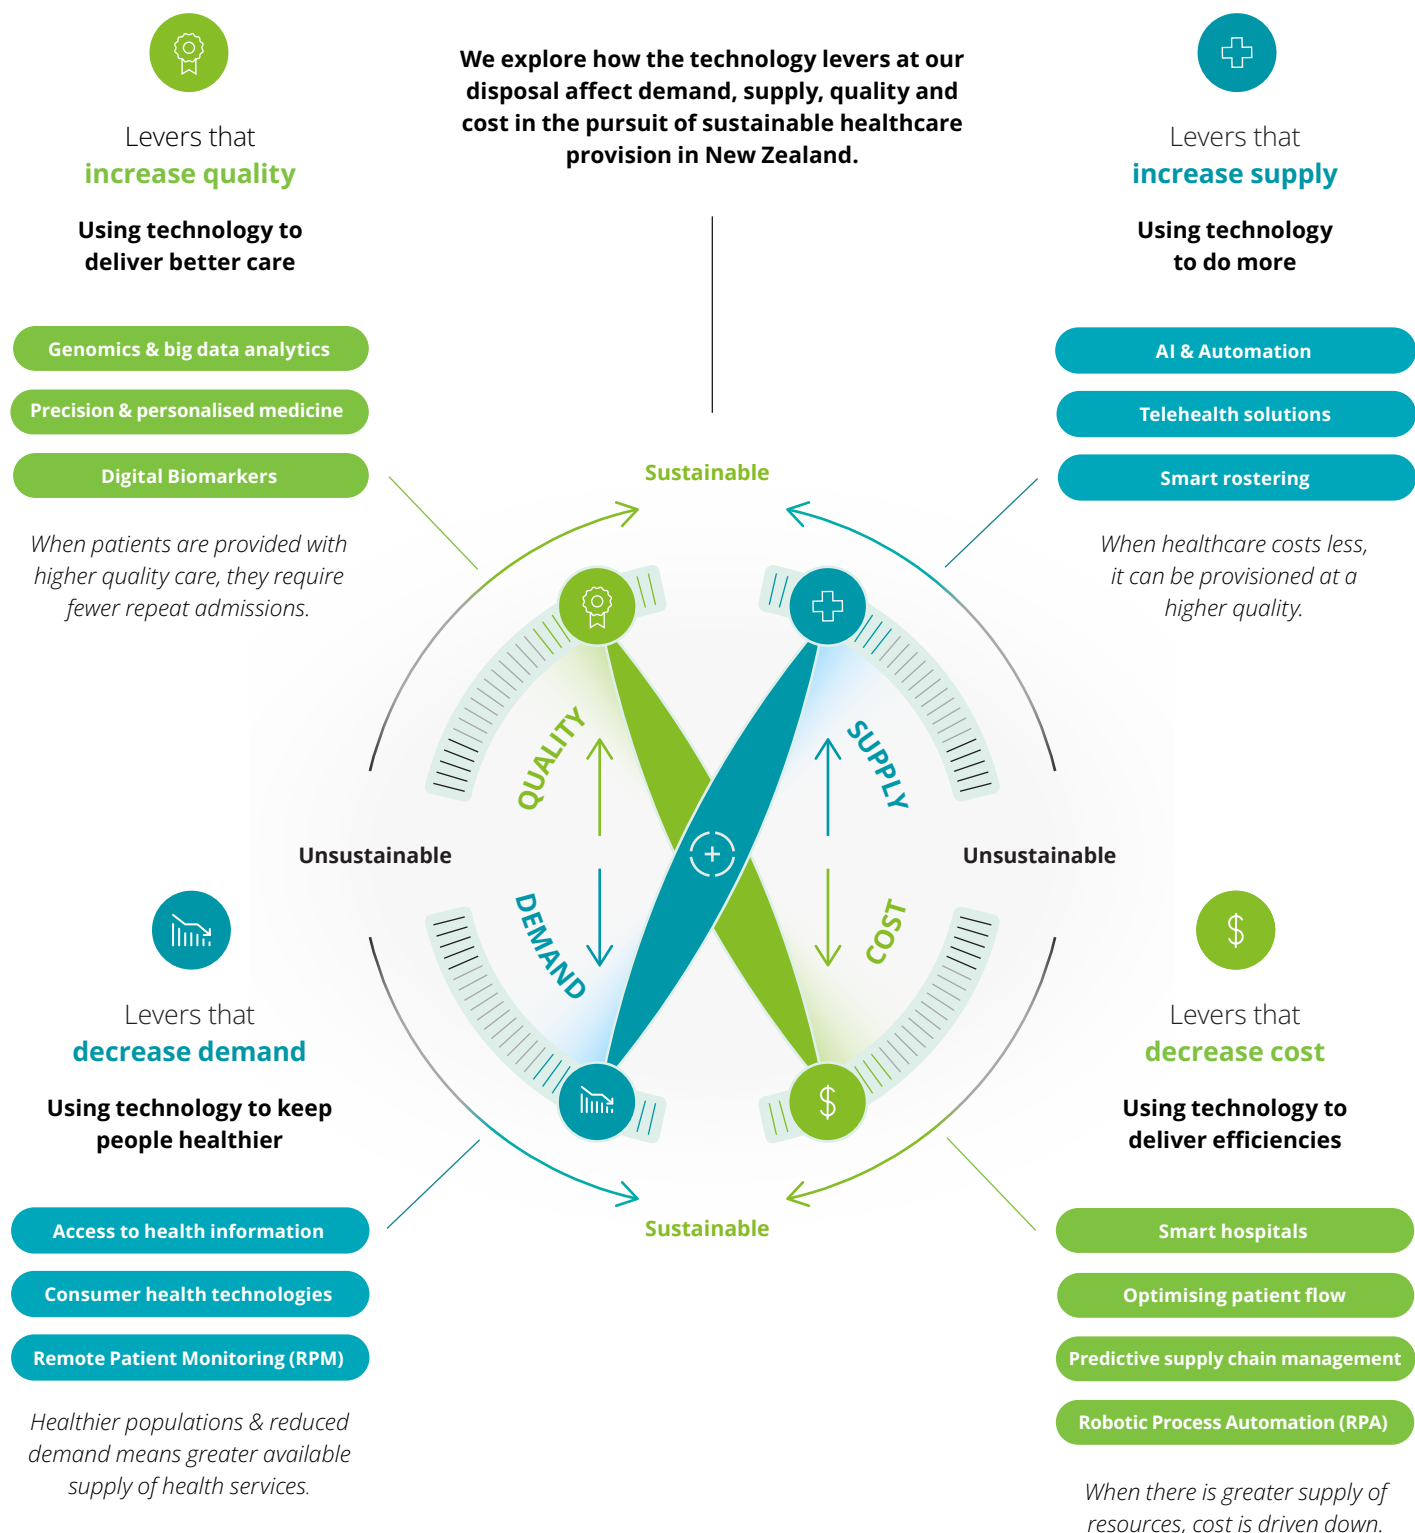 We explore how the technology levers at our
disposal affect demand, supply, quality and
cost in the pursuit of sustainable healthcare
provision in New Zealand.
Levers that
increase quality
Using technology to
deliver better care
Genomics & big data analytics
Precision & personalised medicine
Digital Biomarkers
When patients are provided with
higher quality care, they require
fewer repeat admissions.
Levers that
increase supply
Using technology
to do more
AI & Automation
Telehealth solutions
Smart rostering
When healthcare costs less,
it can be provisioned at a
higher quality.
Sustainable
QUALITY
SUPPLY
Unsustainable
Unsustainable
DEMAND
COST
Sustainable
Levers that
decrease demand
Using technology to keep
people healthier
Access to health information
Consumer health technologies
Remote Patient Monitoring (RPM)
Healthier populations & reduced
demand means greater available
supply of health services.
$
$
Levers that
decrease cost
Using technology to
deliver efficiencies
Smart hospitals
Optimising patient flow
Predictive supply chain management
Robotic Process Automation (RPA)
When there is greater supply of
resources, cost is driven down.